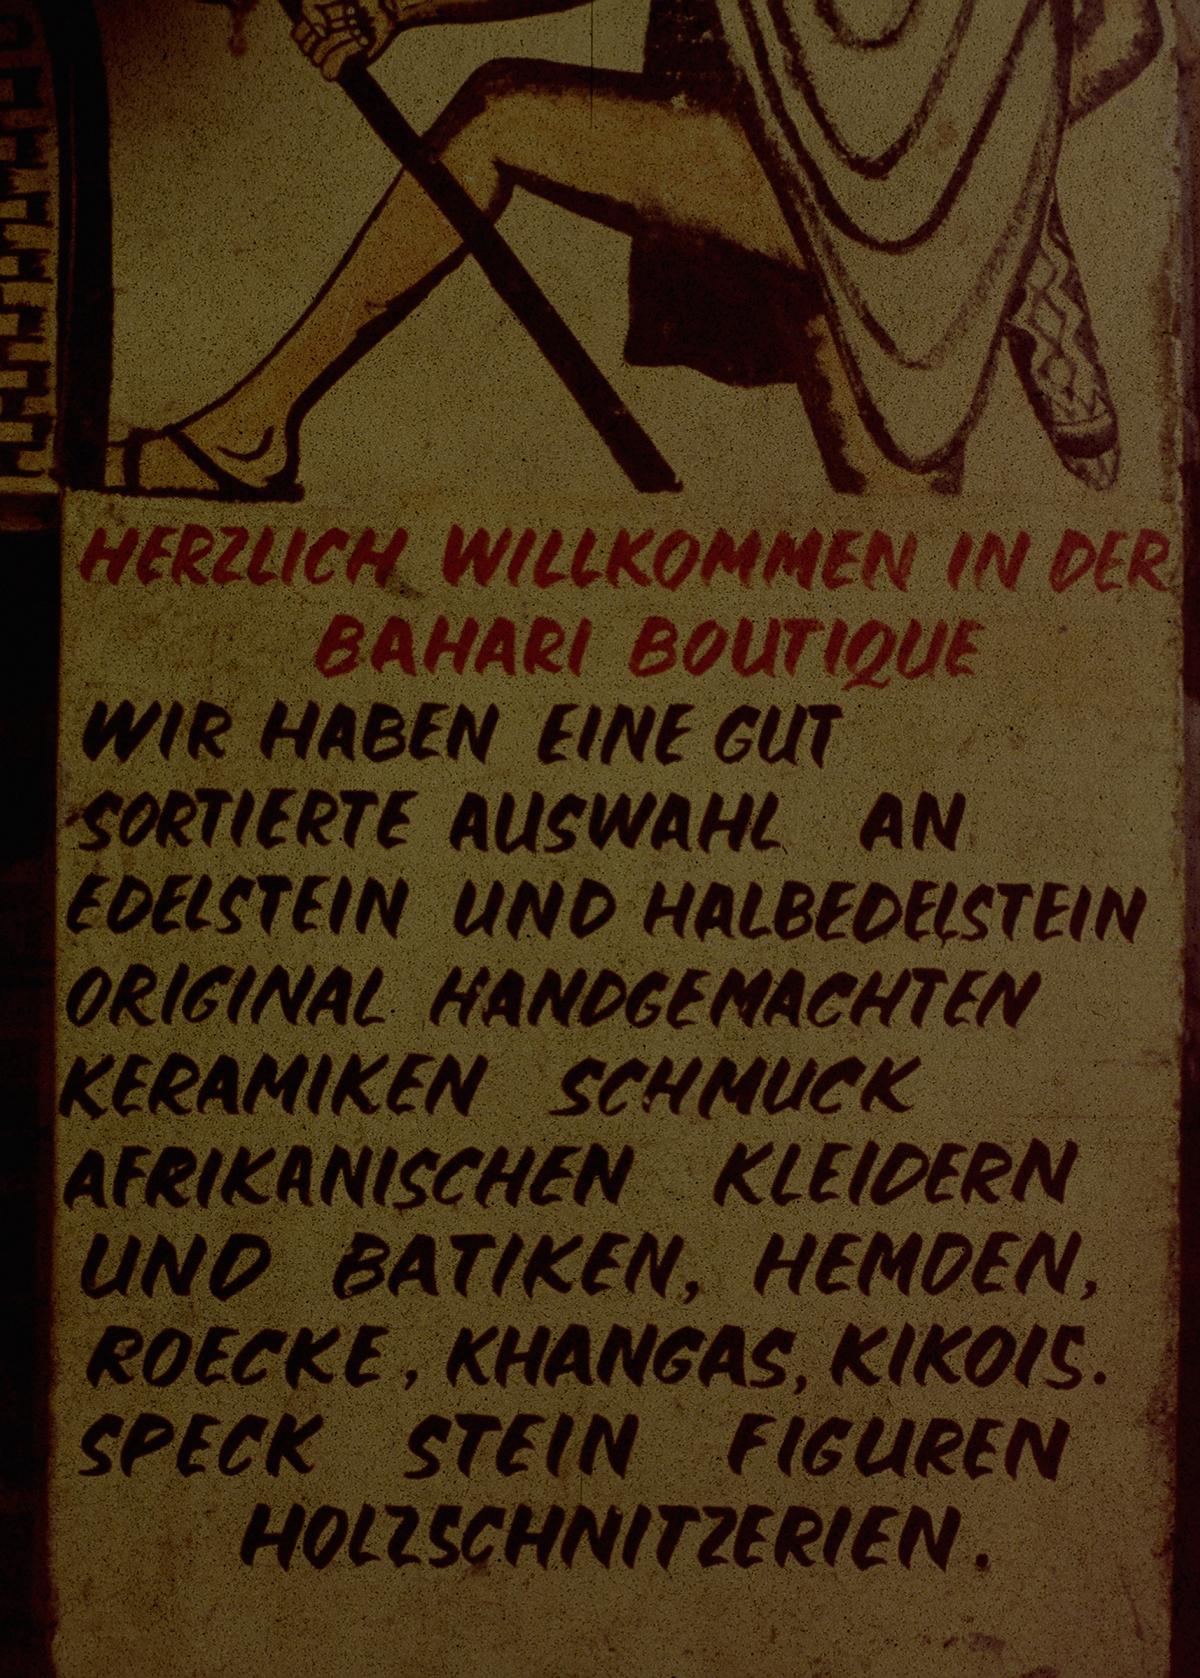 HERZLICH WILLKOMMEN IN DER
BAHARI BOUTIQUE
WIR HABEN EINE GUT
SORTIERTE AUSWAHL AN
EDELSTEIN UND HALBEDELSTEIN
ORIGINAL HANDGEMACHTEN
KERAMIKEN SCHMUCK
AFRIKANISCHEN KLEIDERN
UND BATIKEN, HEMDEN,
ROECKE, KHANGAS, KIKOIS.
SPECK STEIN FIGUREN
HOLZSCHNITZERIEN.